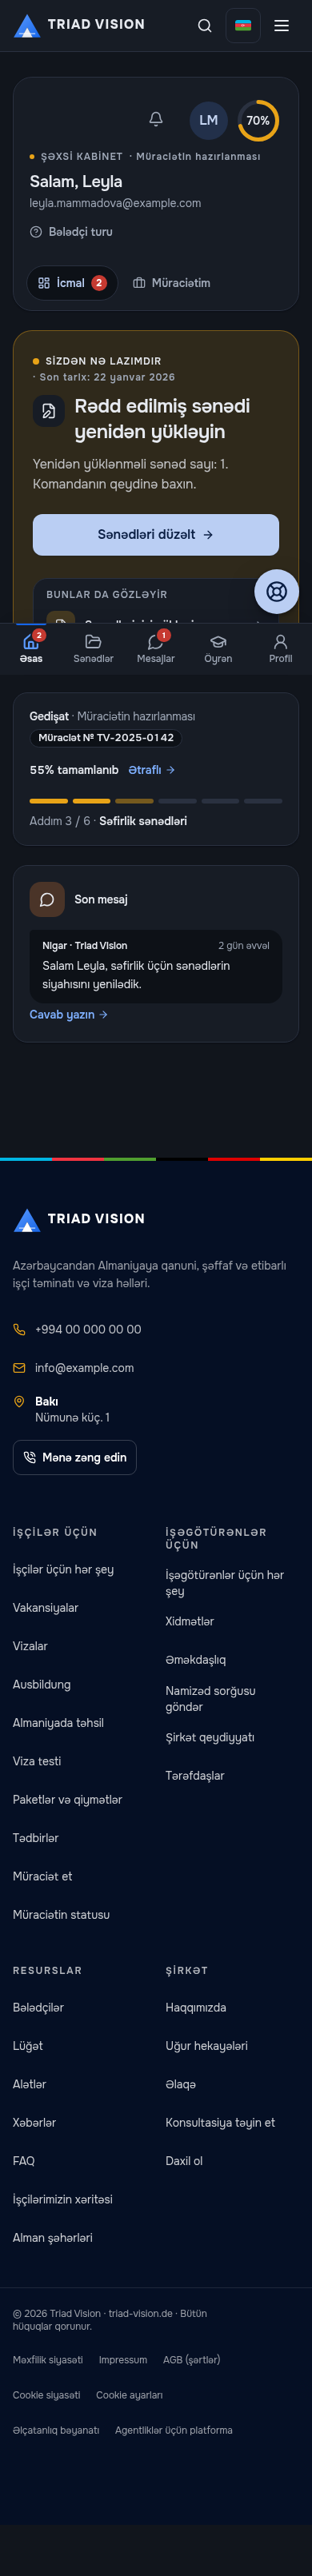 TRIAD VISION
LM
70%
ŞƏXSİ KABİNET · Müraciətin hazırlanması
Salam, Leyla
leyla.mammadova@example.com
Bələdçi turu
İcmal 2
Müraciətim
SİZDƏN NƏ LAZIMDIR
· Son tarix: 22 yanvar 2026
Rədd edilmiş sənədi
yenidən yükləyin
Yenidən yüklənməli sənəd sayı: 1.
Komandanın qeydinə baxın.
Sənədləri düzəlt →
BUNLAR DA GÖZLƏYİR
2
1
Əsas
Sənədlər
Mesajlar
Öyrən
Profil
Gedişat · Müraciətin hazırlanması
Müraciət № TV-2025-0142
55% tamamlanıb Ətraflı →
Addım 3 / 6 · Səfirlik sənədləri
Son mesaj
Nigar · Triad Vision
2 gün əvvəl
Salam Leyla, səfirlik üçün sənədlərin
siyahısını yenilədik.
Cavab yazın →
TRIAD VISION
Azərbaycandan Almaniyaya qanuni, şəffaf və etibarlı
işçi təminatı və viza həlləri.
+994 00 000 00 00
info@example.com
Bakı
Nümunə küç. 1
Mənə zəng edin
İŞÇİLƏR ÜÇÜN
İşçilər üçün hər şey
Vakansiyalar
Vizalar
Ausbildung
Almaniyada təhsil
Viza testi
Paketlər və qiymətlər
Tədbirlər
Müraciət et
Müraciətin statusu
İŞƏGÖTÜRƏNLƏR
ÜÇÜN
İşəgötürənlər üçün hər
şey
Xidmətlər
Əməkdaşlıq
Namizəd sorğusu
göndər
Şirkət qeydiyyatı
Tərəfdaşlar
RESURSLAR
Bələdçilər
Lüğət
Alətlər
Xəbərlər
FAQ
İşçilərimizin xəritəsi
Alman şəhərləri
ŞİRKƏT
Haqqımızda
Uğur hekayələri
Əlaqə
Konsultasiya təyin et
Daxil ol
© 2026 Triad Vision · triad-vision.de · Bütün
hüquqlar qorunur.
Məxfilik siyasəti
Impressum
AGB (şərtlər)
Cookie siyasəti
Cookie ayarları
Əlçatanlıq bəyanatı
Agentliklər üçün platforma